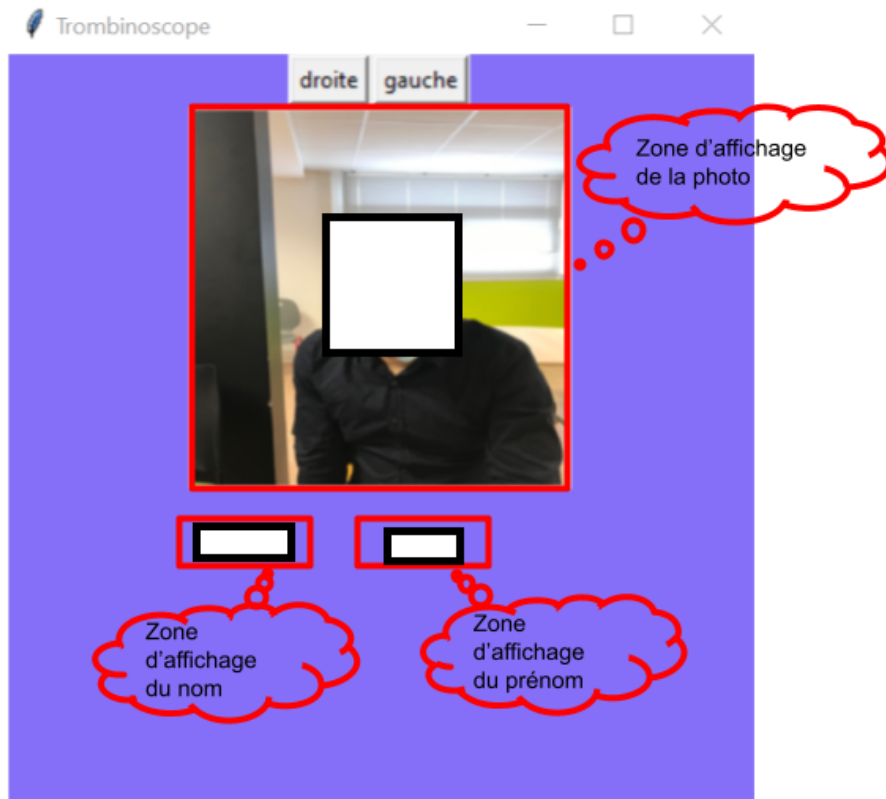 Trombinoscope
droite gauche
Zone d'affichage
de la photo
Zone
d'affichage
du nom
Zone
d'affichage
du prénom